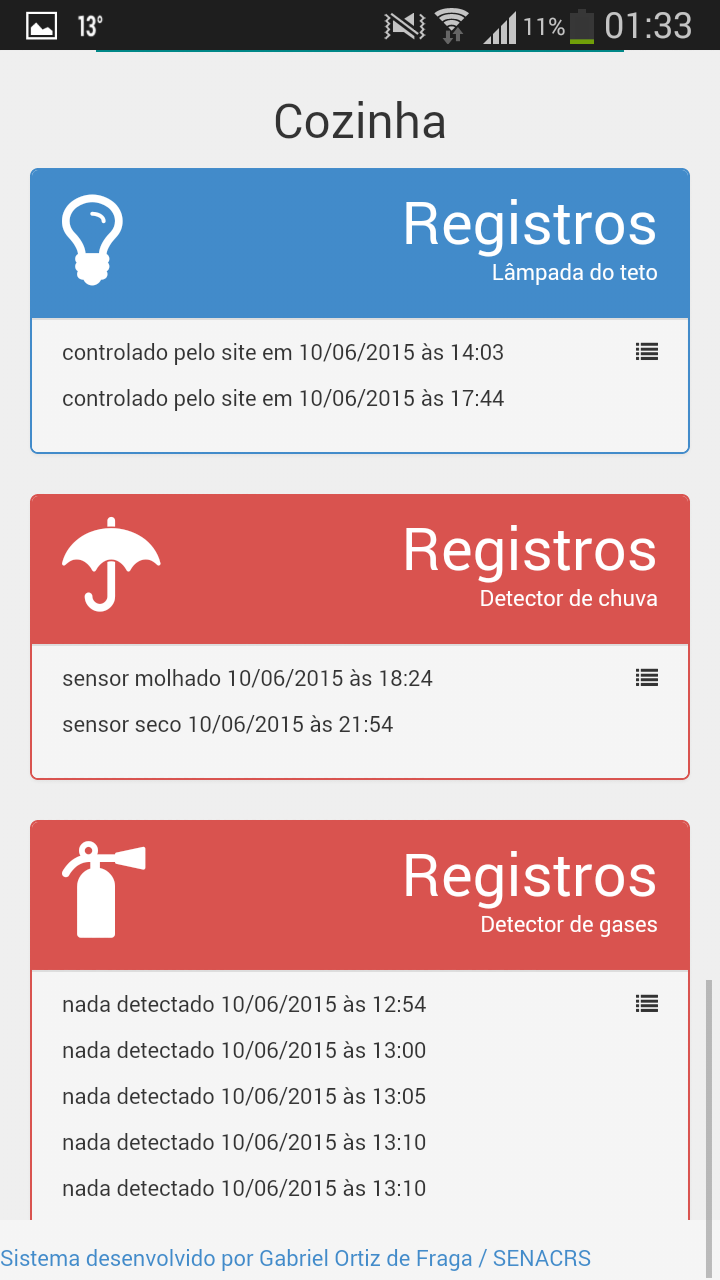 13°
11%
01:33
Cozinha
Registros
Lâmpada do teto
controlado pelo site em 10/06/2015 às 14:03
controlado pelo site em 10/06/2015 às 17:44
Registros
Detector de chuva
sensor molhado 10/06/2015 às 18:24
sensor seco 10/06/2015 às 21:54
Registros
Detector de gases
nada detectado 10/06/2015 às 12:54
nada detectado 10/06/2015 às 13:00
nada detectado 10/06/2015 às 13:05
nada detectado 10/06/2015 às 13:10
nada detectado 10/06/2015 às 13:10
Sistema desenvolvido por Gabriel Ortiz de Fraga / SENACRS